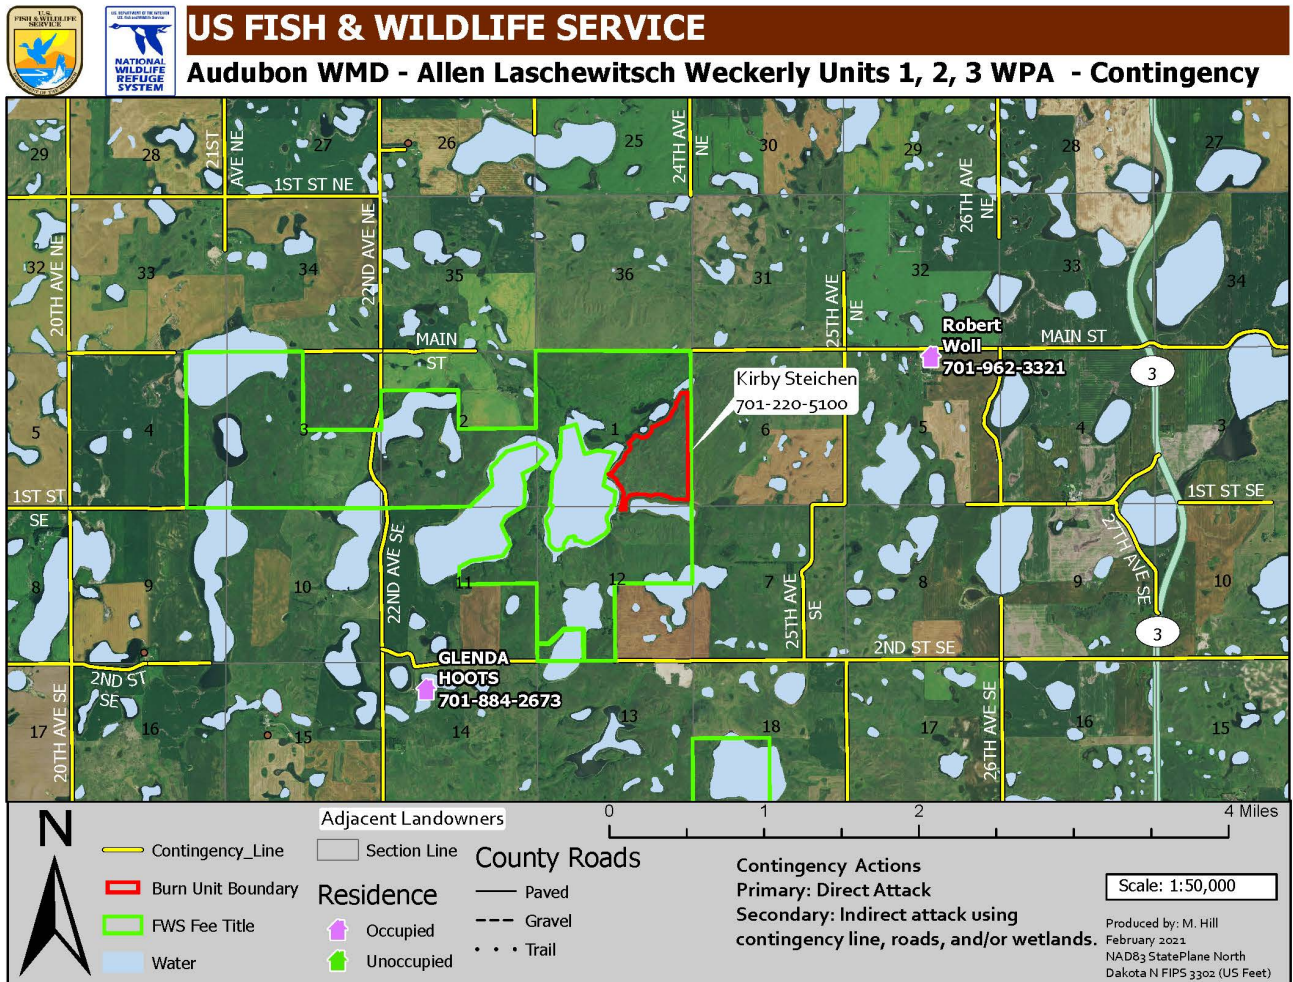 U.S.
FISH & WILDLIFE
SERVICE
NATIONAL
WILDLIFE
REFUGE
SYSTEM
US FISH & WILDLIFE SERVICE
Audubon WMD - Allen Laschewitsch Weckerly Units 1, 2, 3 WPA - Contingency
29
28
21ST
AVE NE
27
26
25
24TH AVE
NE
30
29
28
27
1ST ST NE
26TH AVE
NE
20TH AVE NE
32
33
34
22ND AVE NE
35
36
31
32
33
34
25TH AVE
NE
MAIN
ST
Robert
Woll
701-962-3321
MAIN ST
3
Kirby Steichen
701-220-5100
5
4
3
2
1
6
5
4
3
1ST ST
SE
1ST ST SE
22ND AVE SE
27TH AVE SE
8
9
10
11
12
7
8
9
10
25TH AVE
SE
3
2ND ST SE
2ND ST
SE
GLENDA
HOOTS
701-884-2673
20TH AVE SE
17
16
15
14
13
18
17
26TH AVE SE
16
15
N
Contingency_Line
Burn Unit Boundary
FWS Fee Title
Water
Adjacent Landowners
Section Line
Residence
Occupied
Unoccupied
County Roads
Paved
Gravel
Trail
0 1 2 4 Miles
Contingency Actions
Primary: Direct Attack
Secondary: Indirect attack using
contingency line, roads, and/or wetlands.
Scale: 1:50,000
Produced by: M. Hill
February 2021
NAD83 StatePlane North
Dakota N FIPS 3302 (US Feet)